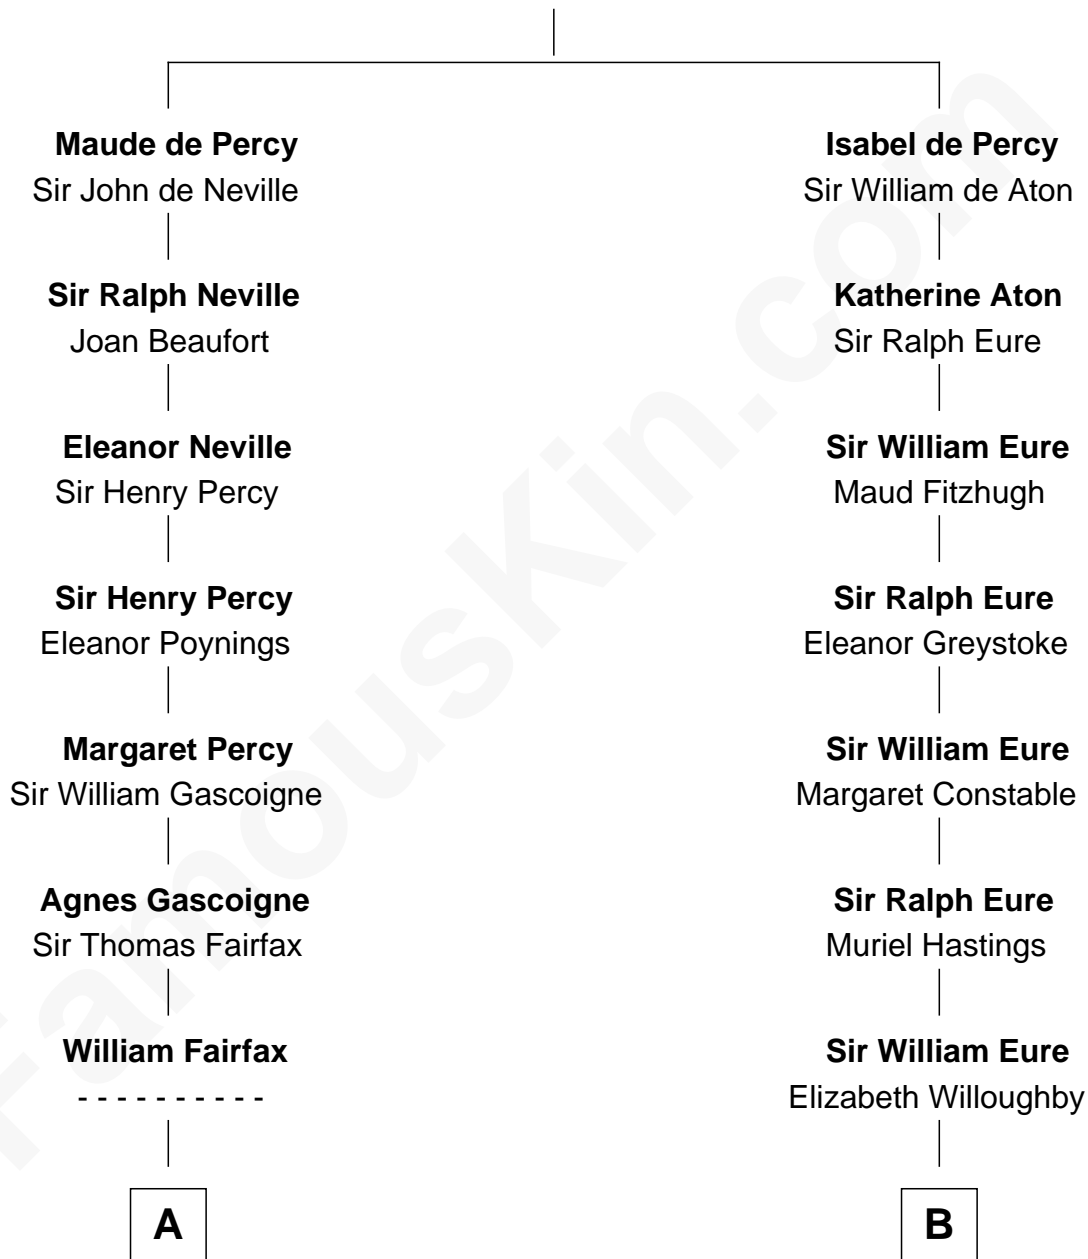 Maude de Percy
Sir John de Neville
Sir Ralph Neville
Joan Beaufort
Eleanor Neville
Sir Henry Percy
Sir Henry Percy
Eleanor Poynings
Margaret Percy
Sir William Gascoigne
Agnes Gascoigne
Sir Thomas Fairfax
William Fairfax
- - - - - - - - - -
A
Isabel de Percy
Sir William de Aton
Katherine Aton
Sir Ralph Eure
Sir William Eure
Maud Fitzhugh
Sir Ralph Eure
Eleanor Greystoke
Sir William Eure
Margaret Constable
Sir Ralph Eure
Muriel Hastings
Sir William Eure
Elizabeth Willoughby
B
FamousKin.com